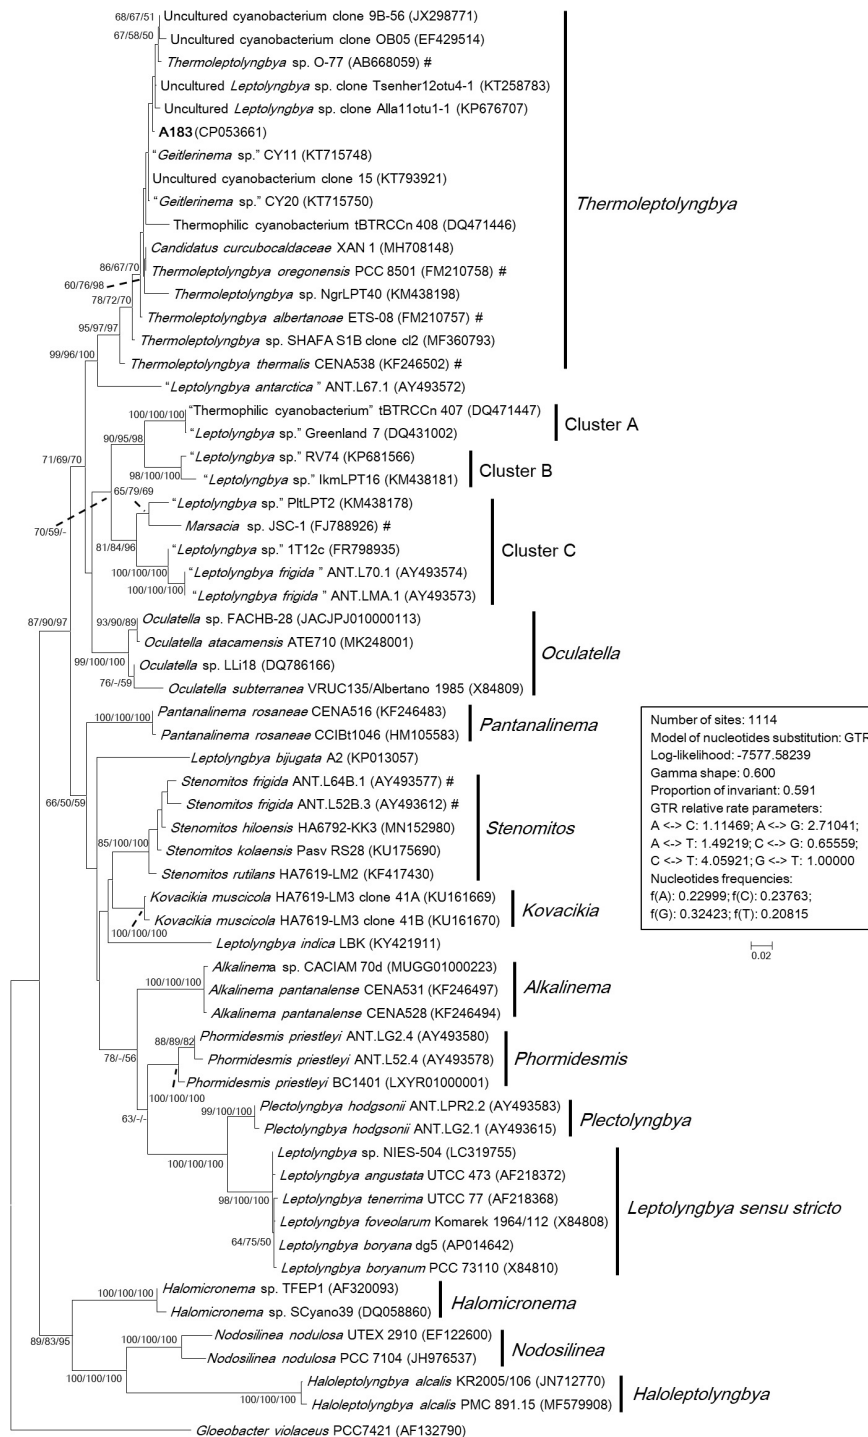 68/67/51
Uncultured cyanobacterium clone 9B-56 (JX298771)
67/58/50
Uncultured cyanobacterium clone OB05 (EF429514)
Thermoleptolyngbya sp. O-77 (AB668059) #
Uncultured Leptolyngbya sp. clone Tsenher12otu4-1 (KT258783)
Uncultured Leptolyngbya sp. clone Alla11otu1-1 (KP676707)
A183(CP053661)
"Geitlerinema sp." CY11 (KT715748)
Uncultured cyanobacterium clone 15 (KT793921)
"Geitlerinema sp." CY20 (KT715750)
Thermoleptolyngbya
Thermophilic cyanobacterium tBTRCCn 408 (DQ471446)
Candidatus curcubocaldaceae XAN 1 (MH708148)
86/67/70
Thermoleptolyngbya oregonensis PCC 8501 (FM210758) #
60/76/98
Thermoleptolyngbya sp. NgrLPT40 (KM438198)
78/72/70
Thermoleptolyngbya albertanoae ETS-08 (FM210757) #
95/97/97
Thermoleptolyngbya sp. SHAFA S1B clone cl2 (MF360793)
99/96/100
Thermoleptolyngbya thermalis CENA538 (KF246502) #
"Leptolyngbya antarctica " ANT.L67.1 (AY493572)
100/100/100
"Thermophilic cyanobacterium" tBTRCCn 407 (DQ471447)
Cluster A
"Leptolyngbya sp." Greenland 7 (DQ431002)
90/95/98
71/69/70
"Leptolyngbya sp." RV74 (KP681566)
Cluster B
98/100/100
"Leptolyngbya sp." IkmLPT16 (KM438181)
65/79/69
"Leptolyngbya sp." PltLPT2 (KM438178)
70/59/-
Marsacia sp. JSC-1 (FJ788926) #
81/84/96
"Leptolyngbya sp." 1T12c (FR798935)
Cluster C
100/100/100
"Leptolyngbya frigida " ANT.L70.1 (AY493574)
100/100/100
"Leptolyngbya frigida " ANT.LMA.1 (AY493573)
87/90/97
93/90/89
Oculatella sp. FACHB-28 (JACJPJ010000113)
Oculatella atacamensis ATE710 (MK248001)
Oculatella
99/100/100
Oculatella sp. LLi18 (DQ786166)
76/-/59
Oculatella subterranea VRUC135/Albertano 1985 (X84809)
100/100/100
Pantanalinema rosaneae CENA516 (KF246483)
Pantanalinema
Pantanalinema rosaneae CCIBt1046 (HM105583)
Leptolyngbya bijugata A2 (KP013057)
66/50/59
Stenomitos frigida ANT.L64B.1 (AY493577) #
Stenomitos frigida ANT.L52B.3 (AY493612) #
Stenomitos hiloensis HA6792-KK3 (MN152980)
Stenomitos
85/100/100
Stenomitos kolaensis Pasv RS28 (KU175690)
Stenomitos rutilans HA7619-LM2 (KF417430)
Kovacikia muscicola HA7619-LM3 clone 41A (KU161669)
Kovacikia
Kovacikia muscicola HA7619-LM3 clone 41B (KU161670)
100/100/100
Leptolyngbya indica LBK (KY421911)
Alkalinema sp. CACIAM 70d (MUGG01000223)
100/100/100
Alkalinema pantanalense CENA531 (KF246497)
Alkalinema
Alkalinema pantanalense CENA528 (KF246494)
88/89/82
Phormidesmis priestleyi ANT.LG2.4 (AY493580)
78/-/56
Phormidesmis priestleyi ANT.L52.4 (AY493578)
Phormidesmis
Phormidesmis priestleyi BC1401 (LXYR01000001)
100/100/100
99/100/100
Plectolyngbya hodgsonii ANT.LPR2.2 (AY493583)
Plectolyngbya
63/-/-
Plectolyngbya hodgsonii ANT.LG2.1 (AY493615)
Leptolyngbya sp. NIES-504 (LC319755)
100/100/100
Leptolyngbya angustata UTCC 473 (AF218372)
98/100/100
Leptolyngbya tenerrima UTCC 77 (AF218368)
Leptolyngbya sensu stricto
Leptolyngbya foveolarum Komarek 1964/112 (X84808)
64/75/50
Leptolyngbya boryana dg5 (AP014642)
Leptolyngbya boryanum PCC 73110 (X84810)
100/100/100
Halomicronema sp. TFEP1 (AF320093)
Halomicronema
Halomicronema sp. SCyano39 (DQ058860)
89/83/95
100/100/100
Nodosilinea nodulosa UTEX 2910 (EF122600)
Nodosilinea
Nodosilinea nodulosa PCC 7104 (JH976537)
100/100/100
Haloleptolyngbya alcalis KR2005/106 (JN712770)
Haloleptolyngbya
100/100/100
Haloleptolyngbya alcalis PMC 891.15 (MF579908)
Gloeobacter violaceus PCC7421 (AF132790)
Number of sites: 1114
Model of nucleotides substitution: GTR
Log-likelihood: -7577.58239
Gamma shape: 0.600
Proportion of invariant: 0.591
GTR relative rate parameters:
A <-> C: 1.11469; A <-> G: 2.71041;
A <-> T: 1.49219; C <-> G: 0.65559;
C <-> T: 4.05921; G <-> T: 1.00000
Nucleotides frequencies:
f(A): 0.22999; f(C): 0.23763;
f(G): 0.32423; f(T): 0.20815
0.02